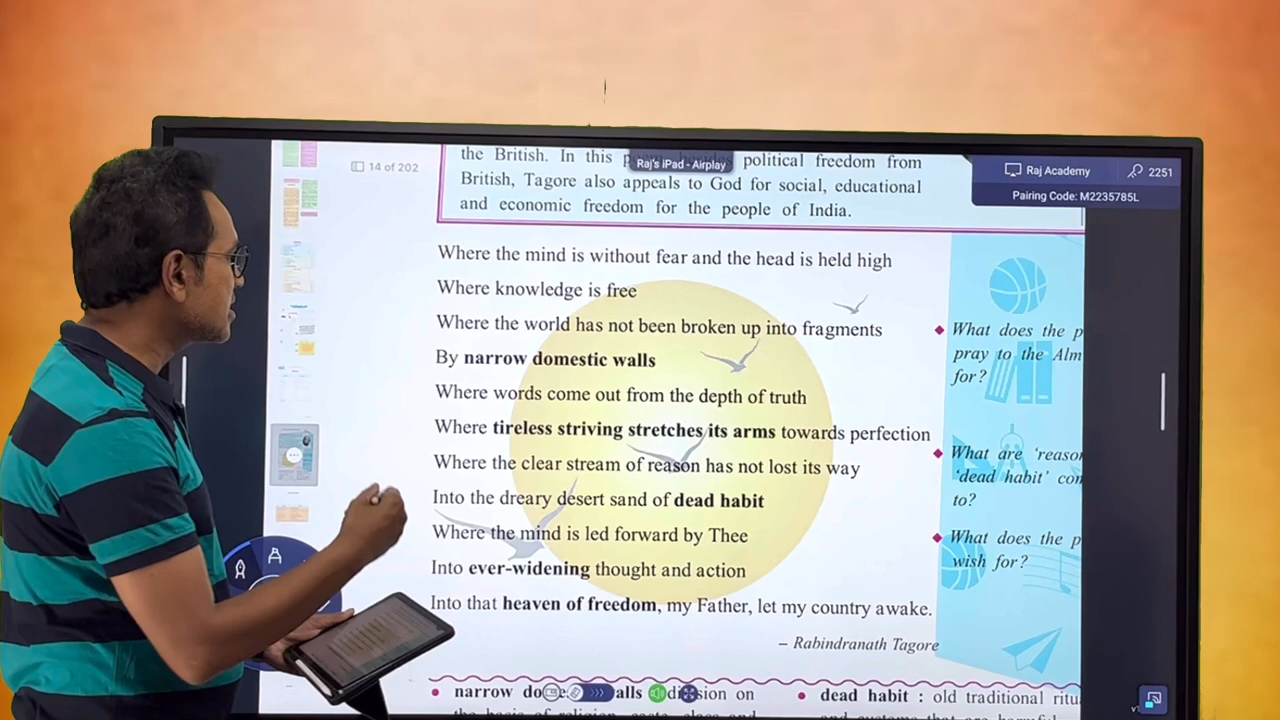 14 of 202
Raj's iPad - Airplay
Raj Academy
2251
Pairing Code: M2235785L
the British. In this political freedom from
British, Tagore also appeals to God for social, educational
and economic freedom for the people of India.
Where the mind is without fear and the head is held high
Where knowledge is free
Where the world has not been broken up into fragments
By narrow domestic walls
Where words come out from the depth of truth
Where tireless striving stretches its arms towards perfection
Where the clear stream of reason has not lost its way
Into the dreary desert sand of dead habit
Where the mind is led forward by Thee
Into ever-widening thought and action
Into that heaven of freedom, my Father, let my country awake.
– Rabindranath Tagore
What does the p
pray to the Alm
for?
What are ‘reason
‘dead habit’ con
to?
What does the p
wish for?
narrow alls on
dead habit : old traditional ritu